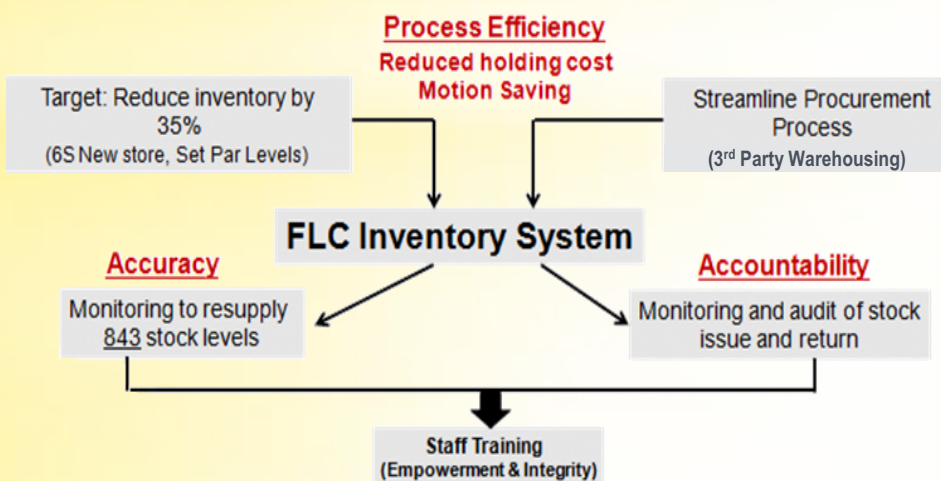 Process Efficiency
Reduced holding cost
Motion Saving
Target: Reduce inventory by
35%
(6S New store, Set Par Levels)
Streamline Procurement
Process
(3rd Party Warehousing)
FLC Inventory System
Accuracy
Monitoring to resupply
843 stock levels
Accountability
Monitoring and audit of stock
issue and return
Staff Training
(Empowerment & Integrity)